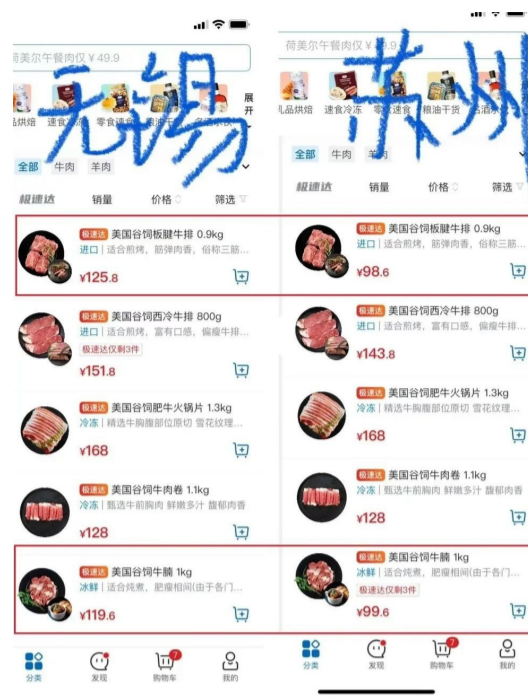 无锡
荷美尔午餐肉仅￥49.9
品烘焙
速食冷冻
零食速食
粮油干货
名酒水饮
展开
全部
牛肉
羊肉
极速达
销量
价格
筛选
极速达 美国谷饲板腱牛排 0.9kg
进口｜适合煎烤，筋弹肉香，俗称三筋...
¥125.8
极速达 美国谷饲西冷牛排 800g
进口｜适合煎烤，富有口感，偏瘦牛排...
极速达仅剩3件
¥151.8
极速达 美国谷饲肥牛火锅片 1.3kg
冷冻｜精选牛胸腹部位原切 雪花纹理...
¥168
极速达 美国谷饲牛肉卷 1.1kg
冷冻｜甄选牛前胸肉 鲜嫩多汁 馥郁肉香
¥128
极速达 美国谷饲牛腩 1kg
冰鲜｜适合炖煮，肥瘦相间(由于各门...
¥119.6
分类
发现
7
购物车
我的
苏州
荷美尔午餐肉仅￥49.9
礼品烘焙
速食冷冻
零食速食
粮油干货
名酒水饮
全部
牛肉
羊肉
极速达
销量
价格
筛选
极速达 美国谷饲板腱牛排 0.9kg
进口｜适合煎烤，筋弹肉香，俗称三筋...
¥98.6
极速达 美国谷饲西冷牛排 800g
进口｜适合煎烤，富有口感，偏瘦牛排...
¥143.8
极速达 美国谷饲肥牛火锅片 1.3kg
冷冻｜精选牛胸腹部位原切 雪花纹理...
¥168
极速达 美国谷饲牛肉卷 1.1kg
冷冻｜甄选牛前胸肉 鲜嫩多汁 馥郁肉香
¥128
极速达 美国谷饲牛腩 1kg
冰鲜｜适合炖煮，肥瘦相间(由于各门...
极速达仅剩3件
¥99.6
分类
发现
7
购物车
我的